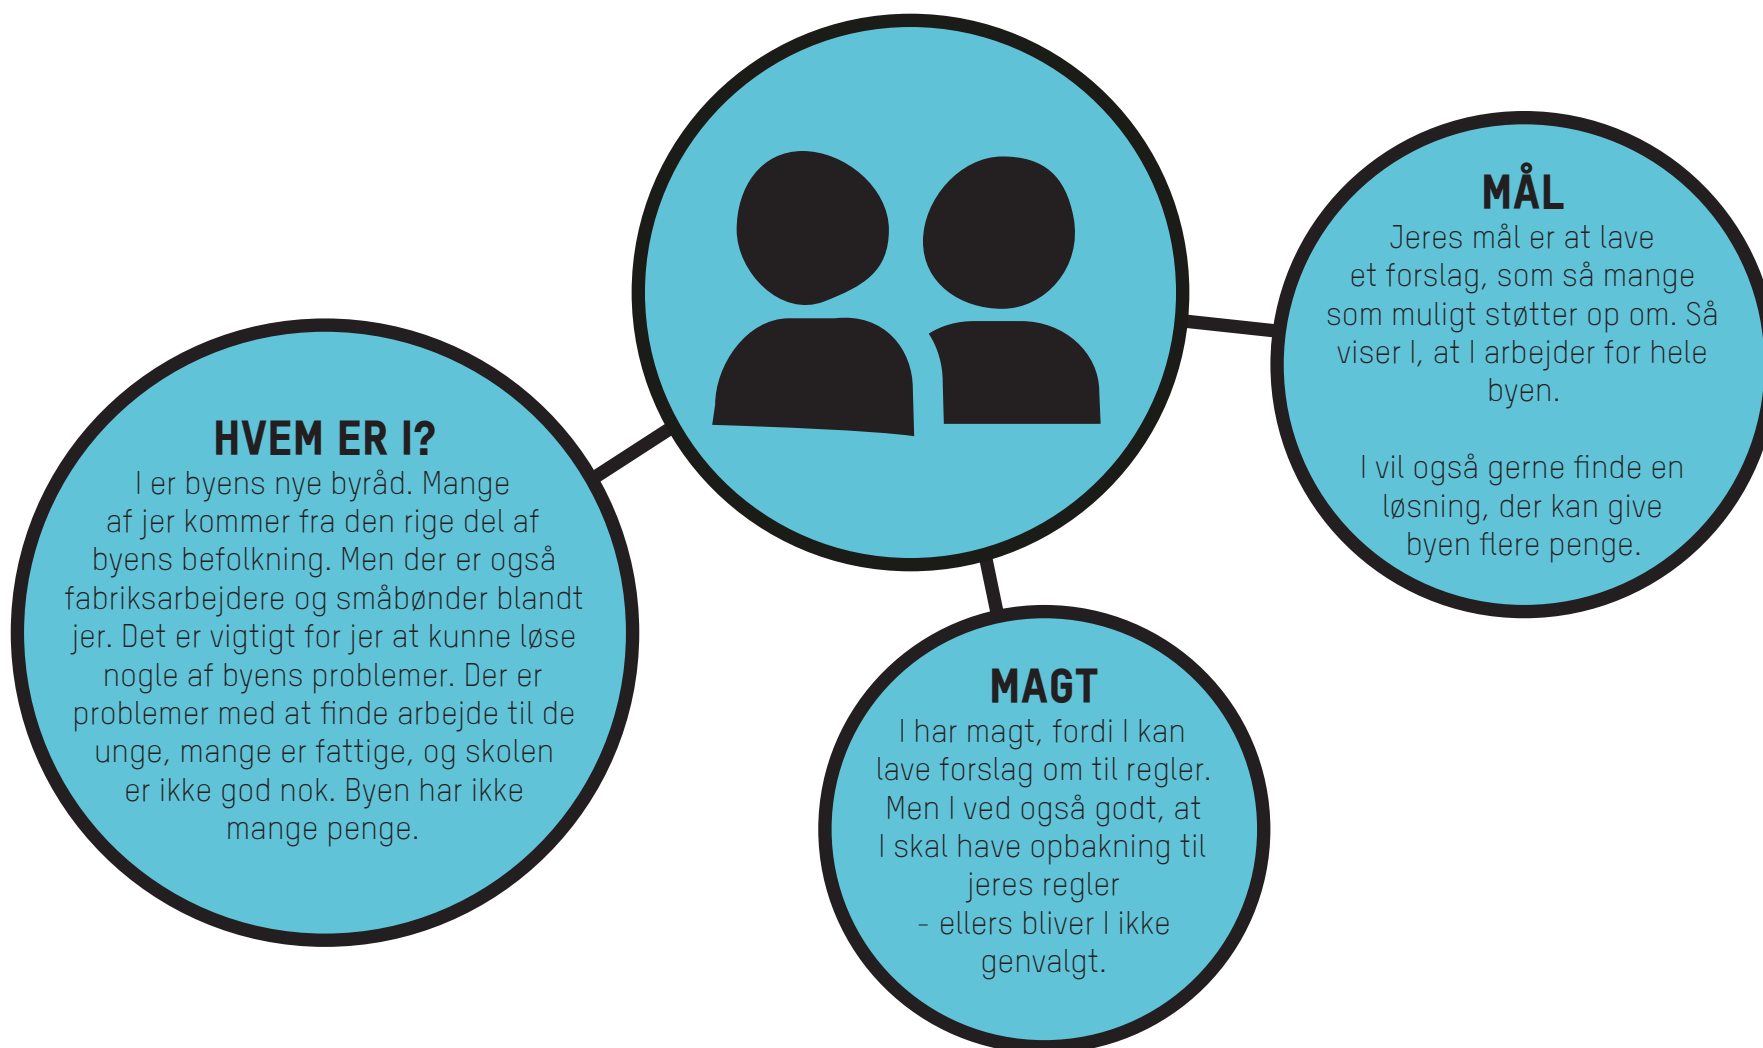 HVEM ER I?
I er byens nye byråd. Mange
af jer kommer fra den rige del af
byens befolkning. Men der er også
fabriksarbejdere og småbønder blandt
jer. Det er vigtigt for jer at kunne løse
nogle af byens problemer. Der er
problemer med at finde arbejde til de
unge, mange er fattige, og skolen
er ikke god nok. Byen har ikke
mange penge.
MAGT
I har magt, fordi I kan
lave forslag om til regler.
Men I ved også godt, at
I skal have opbakning til
jeres regler
- ellers bliver I ikke
genvalgt.
MÅL
Jeres mål er at lave
et forslag, som så mange
som muligt støtter op om. Så
viser I, at I arbejder for hele
byen.
I vil også gerne finde en
løsning, der kan give
byen flere penge.